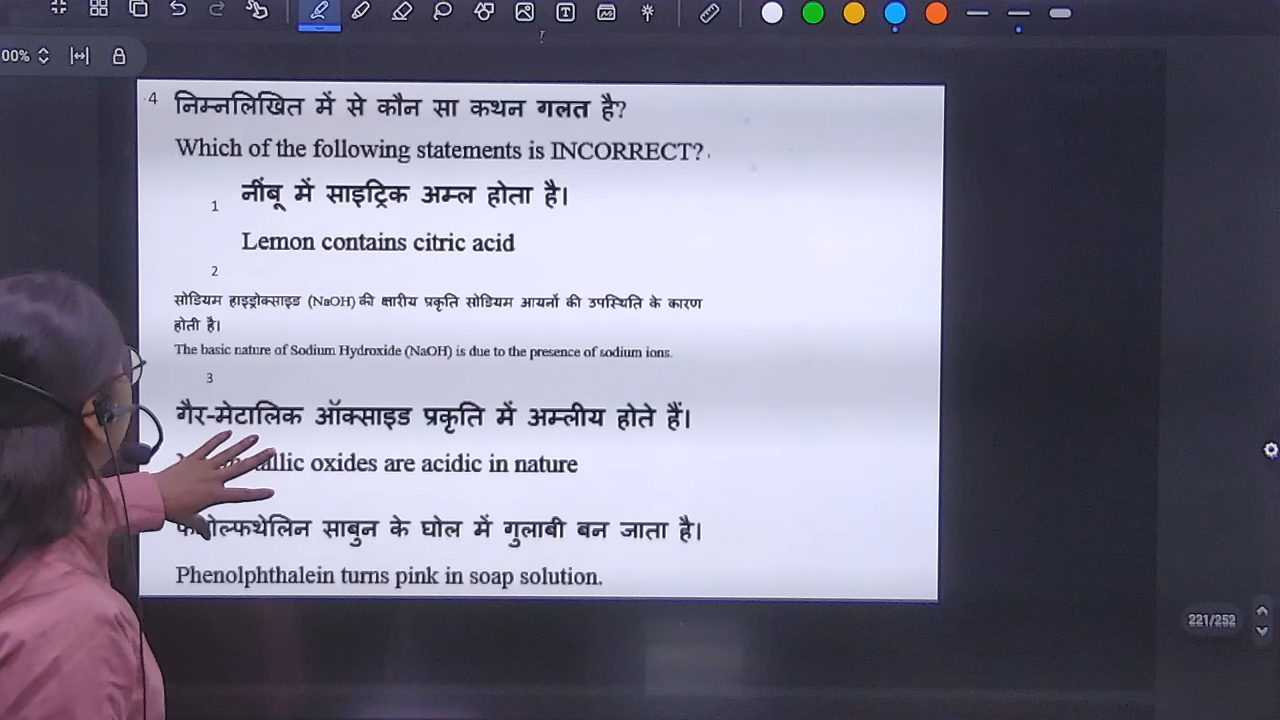 00%
4 निम्नलिखित में से कौन सा कथन गलत है?
Which of the following statements is INCORRECT?
नींबू में साइट्रिक अम्ल होता है।
1
Lemon contains citric acid
2
सोडियम हाइड्रोक्साइड (NaOH) की क्षारीय प्रकृति सोडियम आयनों की उपस्थिति के कारण
होती है।
The basic nature of Sodium Hydroxide (NaOH) is due to the presence of sodium ions.
3
गैर-मेटालिक ऑक्साइड प्रकृति में अम्लीय होते हैं।
oxides are acidic in nature
साबुन के घोल में गुलाबी बन जाता है।
Phenolphthalein turns pink in soap solution.
221/252